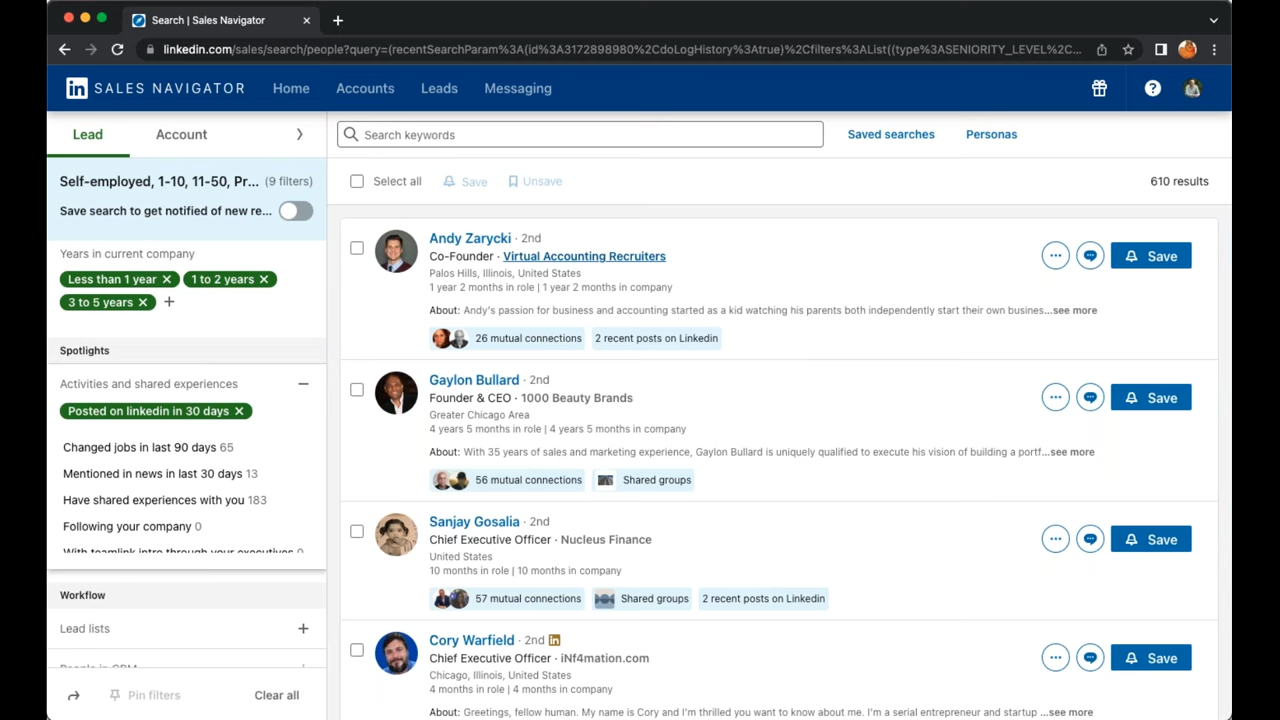 Search | Sales Navigator
linkedin.com/sales/search/people?query=(recentSearchParam%3A(id%3A3172898980%2CdoLogHistory%3Atrue)%2Cfilters%3AList((type%3ASENIORITY_LEVEL%2C...
in SALES NAVIGATOR Home Accounts Leads Messaging
Lead Account
Search keywords
Saved searches Personas
Self-employed, 1-10, 11-50, Pr... (9 filters)
Save search to get notified of new re...
Select all Save Unsave 610 results
Years in current company
Less than 1 year 1 to 2 years
3 to 5 years
Spotlights
Activities and shared experiences
Posted on linkedin in 30 days
Changed jobs in last 90 days 65
Mentioned in news in last 30 days 13
Have shared experiences with you 183
Following your company 0
With teamlink intro through your executives 0
Workflow
Lead lists
People in CRM
Pin filters Clear all
Andy Zarycki · 2nd
Co-Founder · Virtual Accounting Recruiters
Save
Palos Hills, Illinois, United States
1 year 2 months in role | 1 year 2 months in company
About: Andy's passion for business and accounting started as a kid watching his parents both independently start their own busines...see more
26 mutual connections 2 recent posts on Linkedin
Gaylon Bullard · 2nd
Founder & CEO · 1000 Beauty Brands
Save
Greater Chicago Area
4 years 5 months in role | 4 years 5 months in company
About: With 35 years of sales and marketing experience, Gaylon Bullard is uniquely qualified to execute his vision of building a portf...see more
56 mutual connections Shared groups
Sanjay Gosalia · 2nd
Chief Executive Officer · Nucleus Finance
Save
United States
10 months in role | 10 months in company
57 mutual connections Shared groups 2 recent posts on Linkedin
Cory Warfield · 2nd in
Chief Executive Officer · iNf4mation.com
Save
Chicago, Illinois, United States
4 months in role | 4 months in company
About: Greetings, fellow human. My name is Cory and I'm thrilled you want to know about me. I'm a serial entrepreneur and startup ...see more